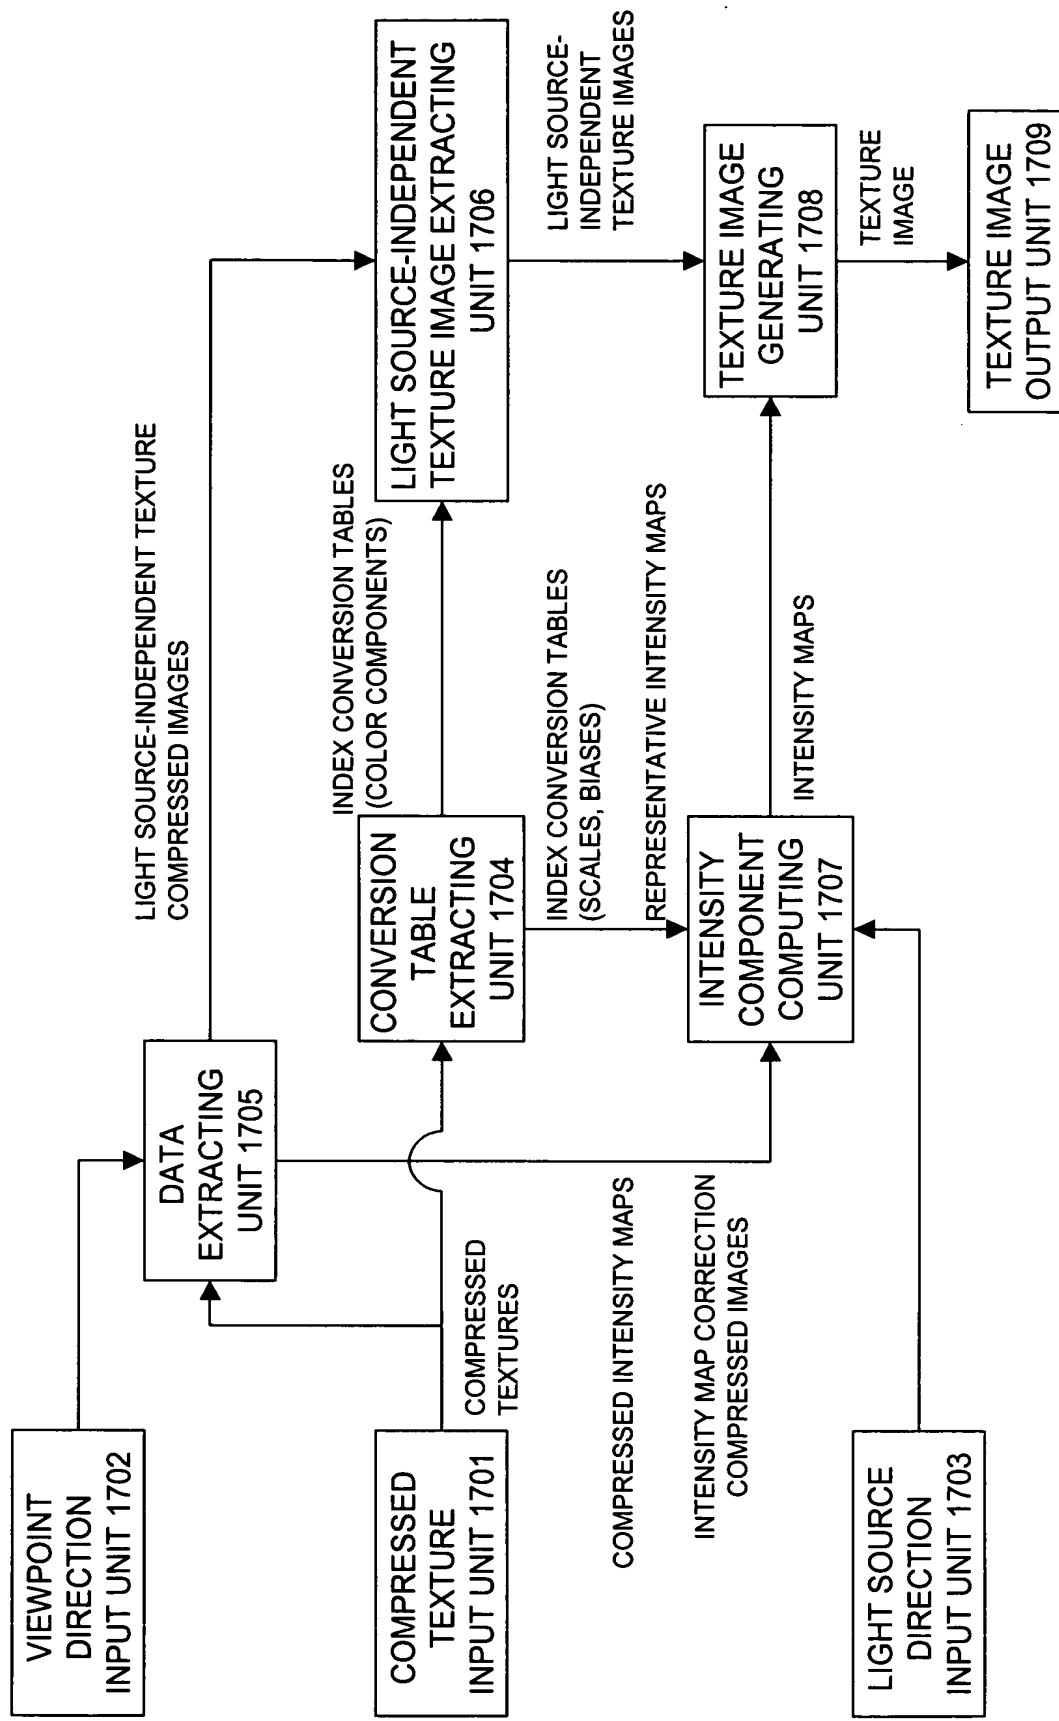 VIEWPOINT
DIRECTION
INPUT UNIT 1702
COMPRESSED
TEXTURE
INPUT UNIT 1701
LIGHT SOURCE
DIRECTION
INPUT UNIT 1703
COMPRESSED
TEXTURES
DATA
EXTRACTING
UNIT 1705
COMPRESSED INTENSITY MAPS
INTENSITY MAP CORRECTION
COMPRESSED IMAGES
LIGHT SOURCE-INDEPENDENT TEXTURE
COMPRESSED IMAGES
CONVERSION
TABLE
EXTRACTING
UNIT 1704
INDEX CONVERSION TABLES
(COLOR COMPONENTS)
INDEX CONVERSION TABLES
(SCALES, BIASES)
REPRESENTATIVE INTENSITY MAPS
INTENSITY
COMPONENT
COMPUTING
UNIT 1707
INTENSITY MAPS
LIGHT SOURCE-INDEPENDENT
TEXTURE IMAGE EXTRACTING
UNIT 1706
LIGHT SOURCE-
INDEPENDENT
TEXTURE IMAGES
TEXTURE IMAGE
GENERATING
UNIT 1708
TEXTURE
IMAGE
TEXTURE IMAGE
OUTPUT UNIT 1709